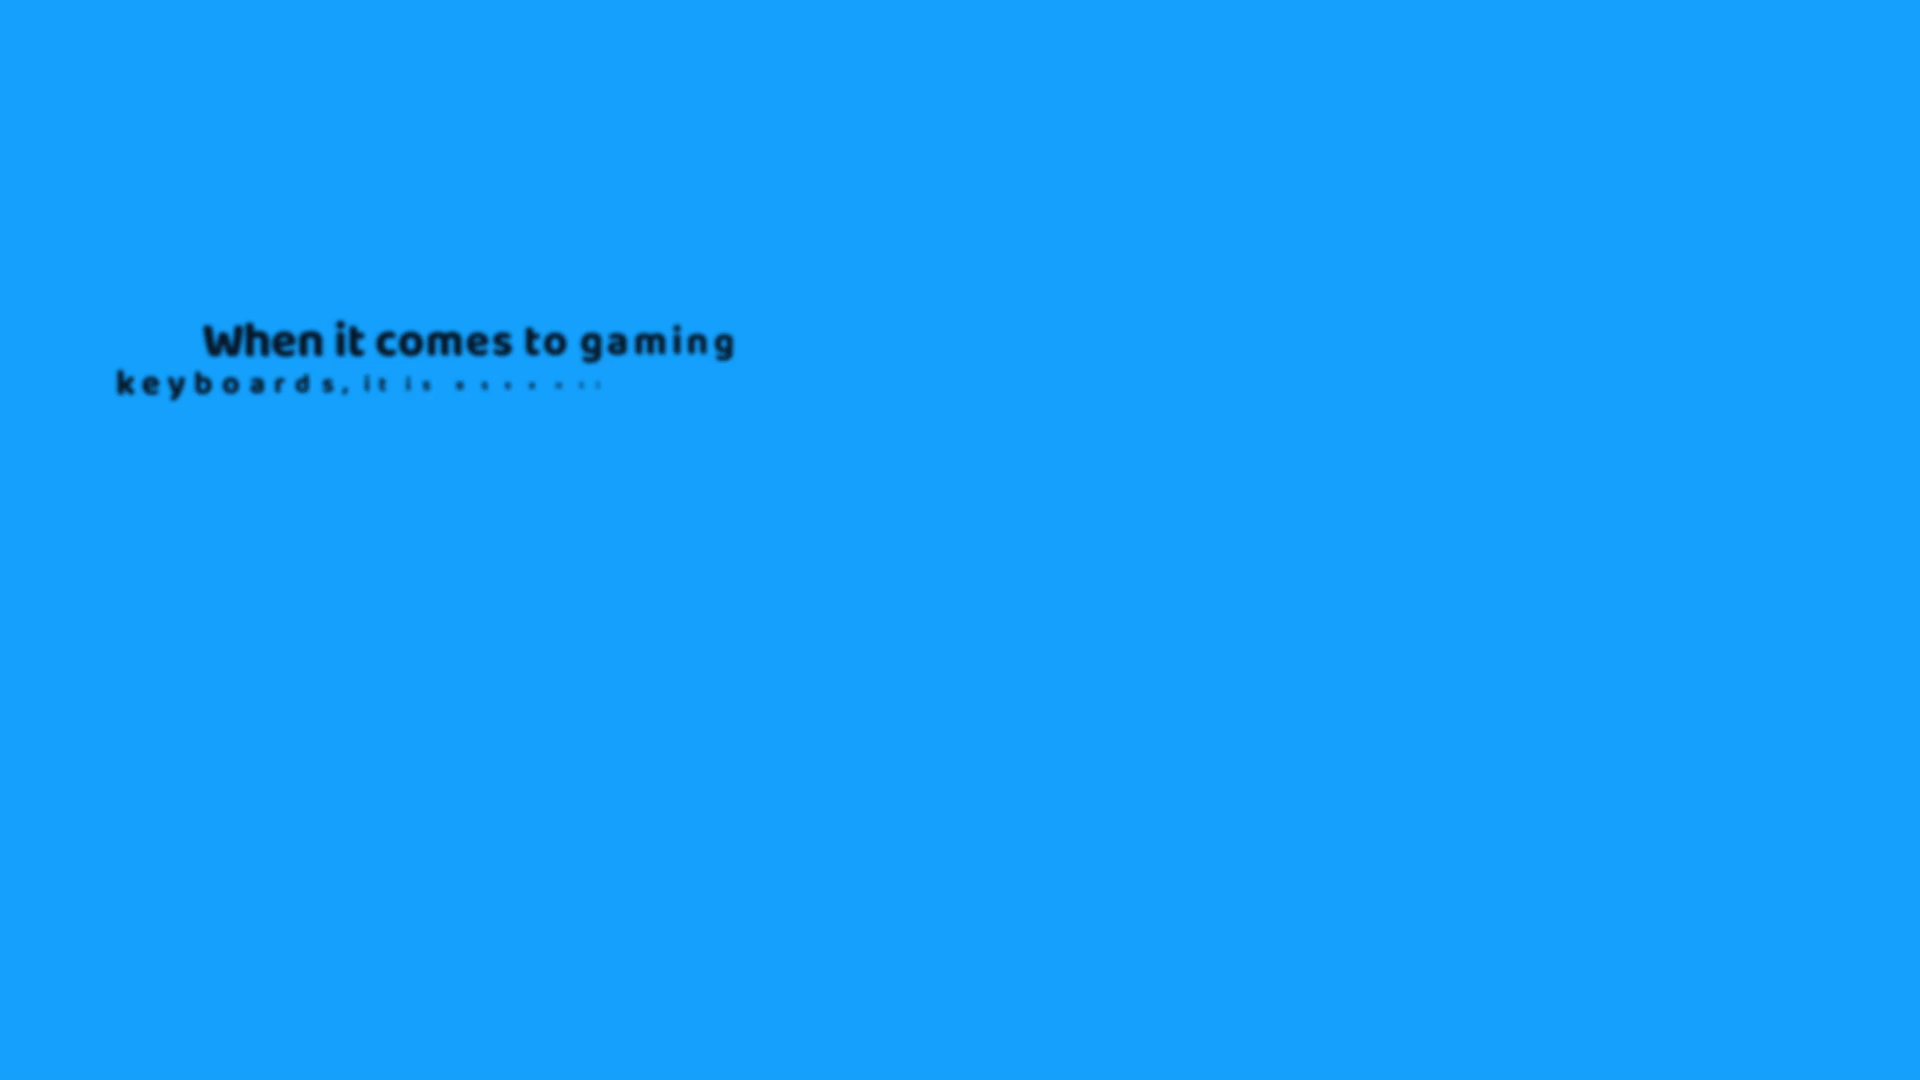 When it comes to gaming
keyboards, it is